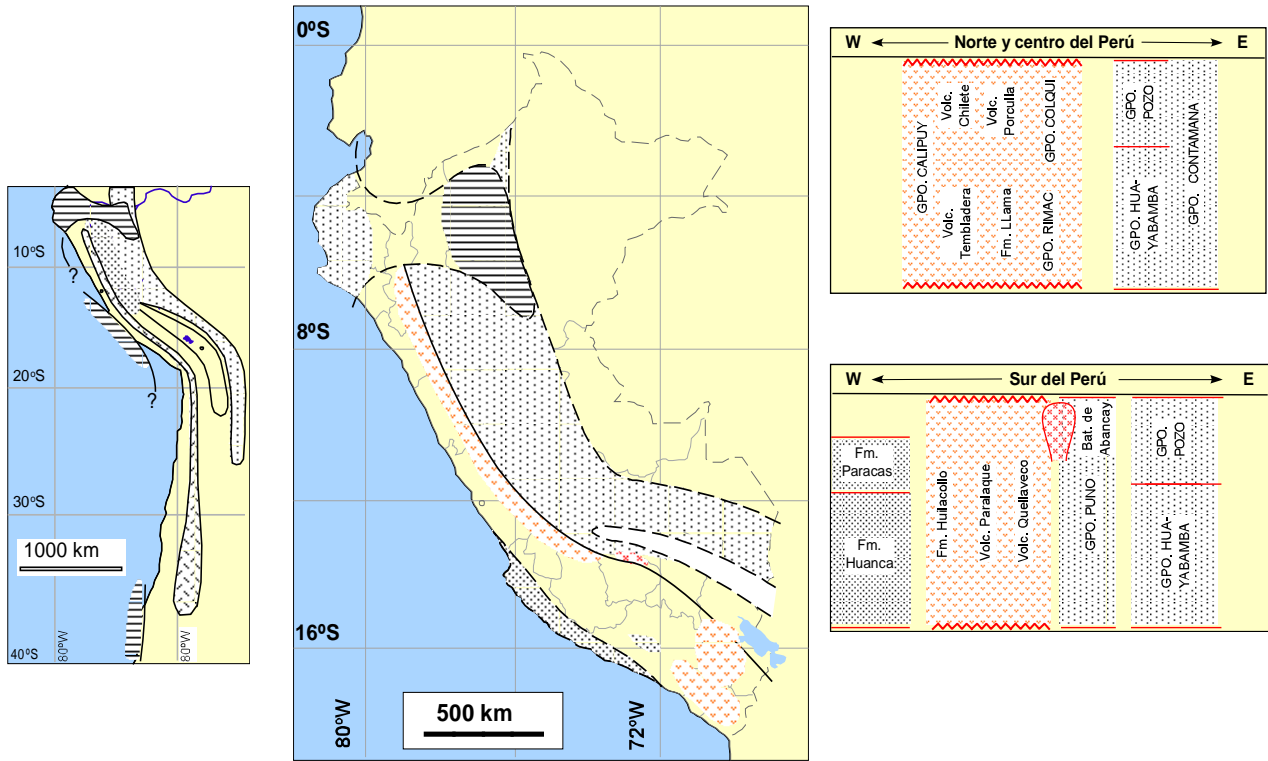 10ºS
20ºS
30ºS
40ºS
?
?
1000 km
80ºW
80ºW
0ºS
8ºS
16ºS
80ºW
72ºW
500 km
W Norte y centro del Perú E
GPO. CALIPUY
Volc.
Chilete
Volc.
Porculla
GPO. COLQUI
Volc.
Tembladera
Fm. LLama
GPO. RIMAC
GPO.
POZO
GPO. HUA-
YABAMBA
GPO. CONTAMANA
W Sur del Perú E
Fm.
Paracas
Fm.
Huanca
Fm. Huilacollo
Volc. Paralaque
Volc. Quellaveco
Bat. de
Abancay
GPO. PUNO
GPO.
POZO
GPO. HUA-
YABAMBA